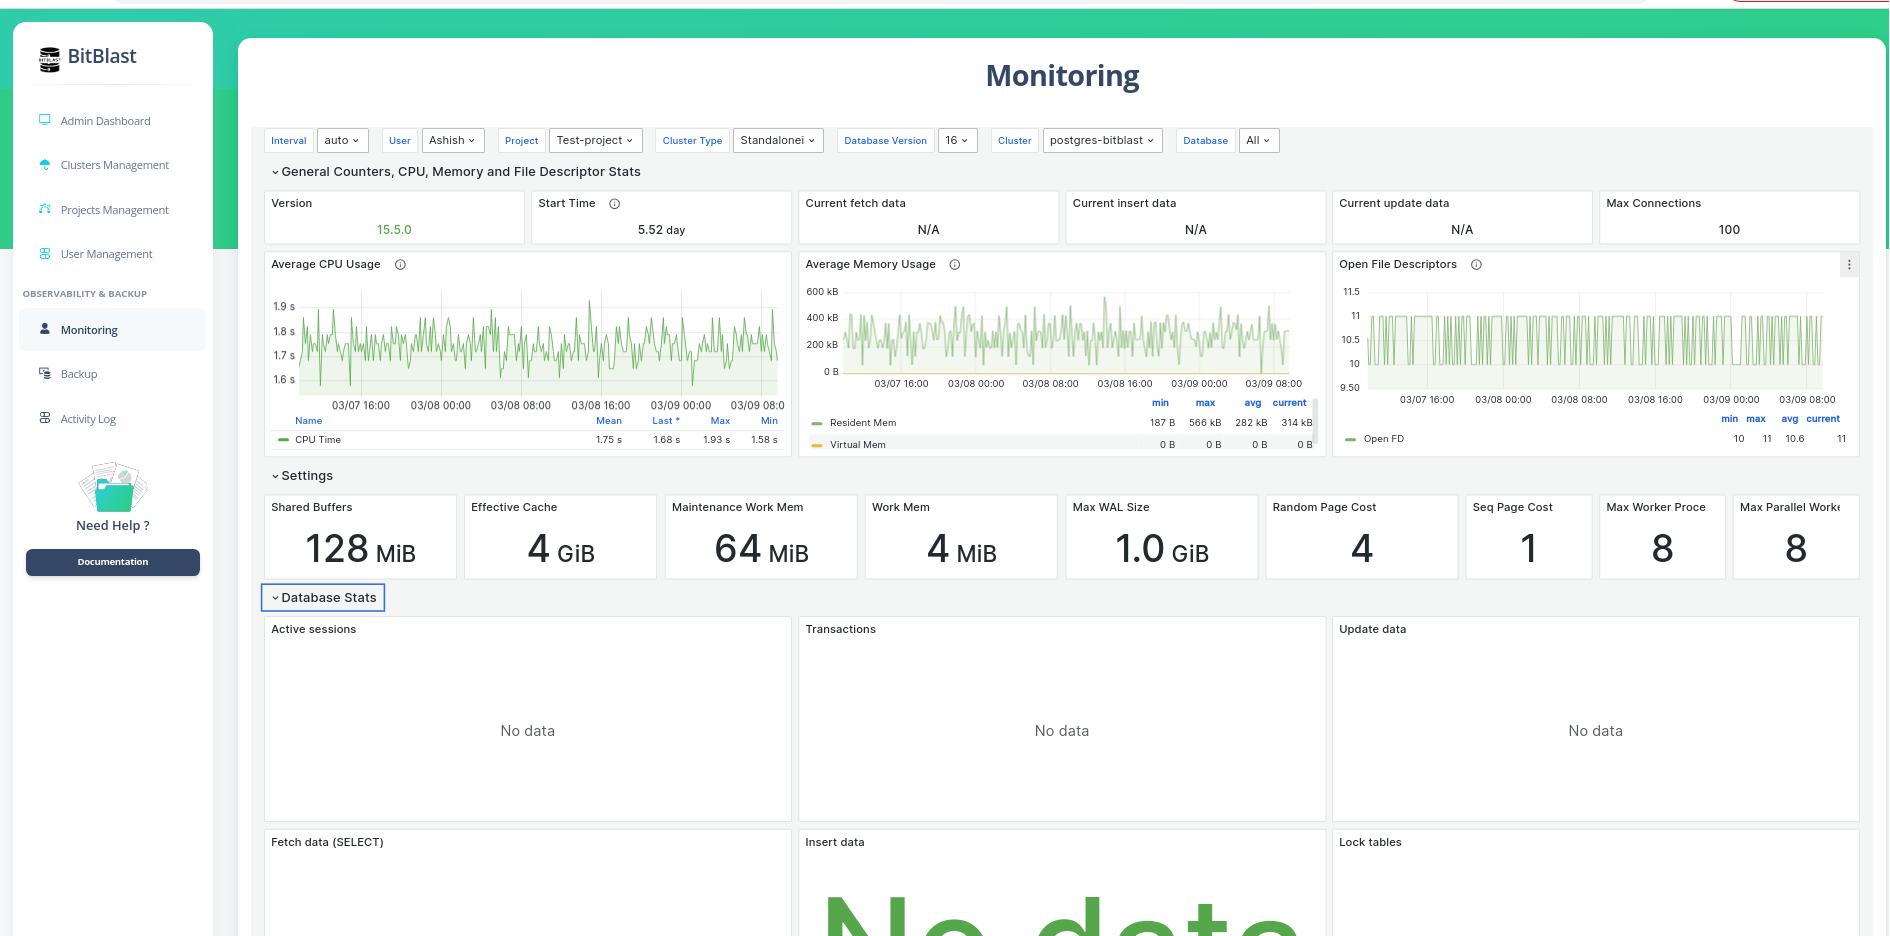 BitBlast
Admin Dashboard
Clusters Management
Projects Management
User Management
OBSERVABILITY & BACKUP
Monitoring
Backup
Activity Log
Need Help ?
Documentation
Monitoring
Interval auto User Ashish Project Test-project Cluster Type Standalonei Database Version 16 Cluster postgres-bitblast Database All
General Counters, CPU, Memory and File Descriptor Stats
Version
15.5.0
Start Time
5.52 day
Current fetch data
N/A
Current insert data
N/A
Current update data
N/A
Max Connections
100
Average CPU Usage
1.9 s
1.8 s
1.7 s
1.6 s
03/07 16:00 03/08 00:00 03/08 08:00 03/08 16:00 03/09 00:00 03/09 08:0
Name Mean Last * Max Min
CPU Time 1.75 s 1.68 s 1.93 s 1.58 s
Average Memory Usage
600 kB
400 kB
200 kB
0 B
03/07 16:00 03/08 00:00 03/08 08:00 03/08 16:00 03/09 00:00 03/09 08:00
min max avg current
Resident Mem 187 B 566 kB 282 kB 314 kB
Virtual Mem 0 B 0 B 0 B 0 B
Open File Descriptors
11.5
11
10.5
10
9.50
03/07 16:00 03/08 00:00 03/08 08:00 03/08 16:00 03/09 00:00 03/09 08:00
min max avg current
Open FD 10 11 10.6 11
Settings
Shared Buffers
128 MiB
Effective Cache
4 GiB
Maintenance Work Mem
64 MiB
Work Mem
4 MiB
Max WAL Size
1.0 GiB
Random Page Cost
4
Seq Page Cost
1
Max Worker Proce
8
Max Parallel Worke
8
Database Stats
Active sessions
No data
Transactions
No data
Update data
No data
Fetch data (SELECT)
Insert data
No data
Lock tables